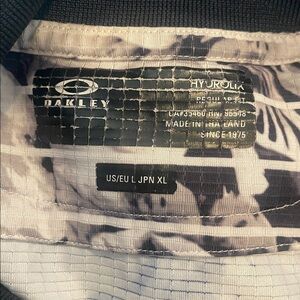 OAKLEY
HYDROLIX
REGULAR FIT
MADE IN THAILAND
SINCE 1975
US/EU L JPN XL